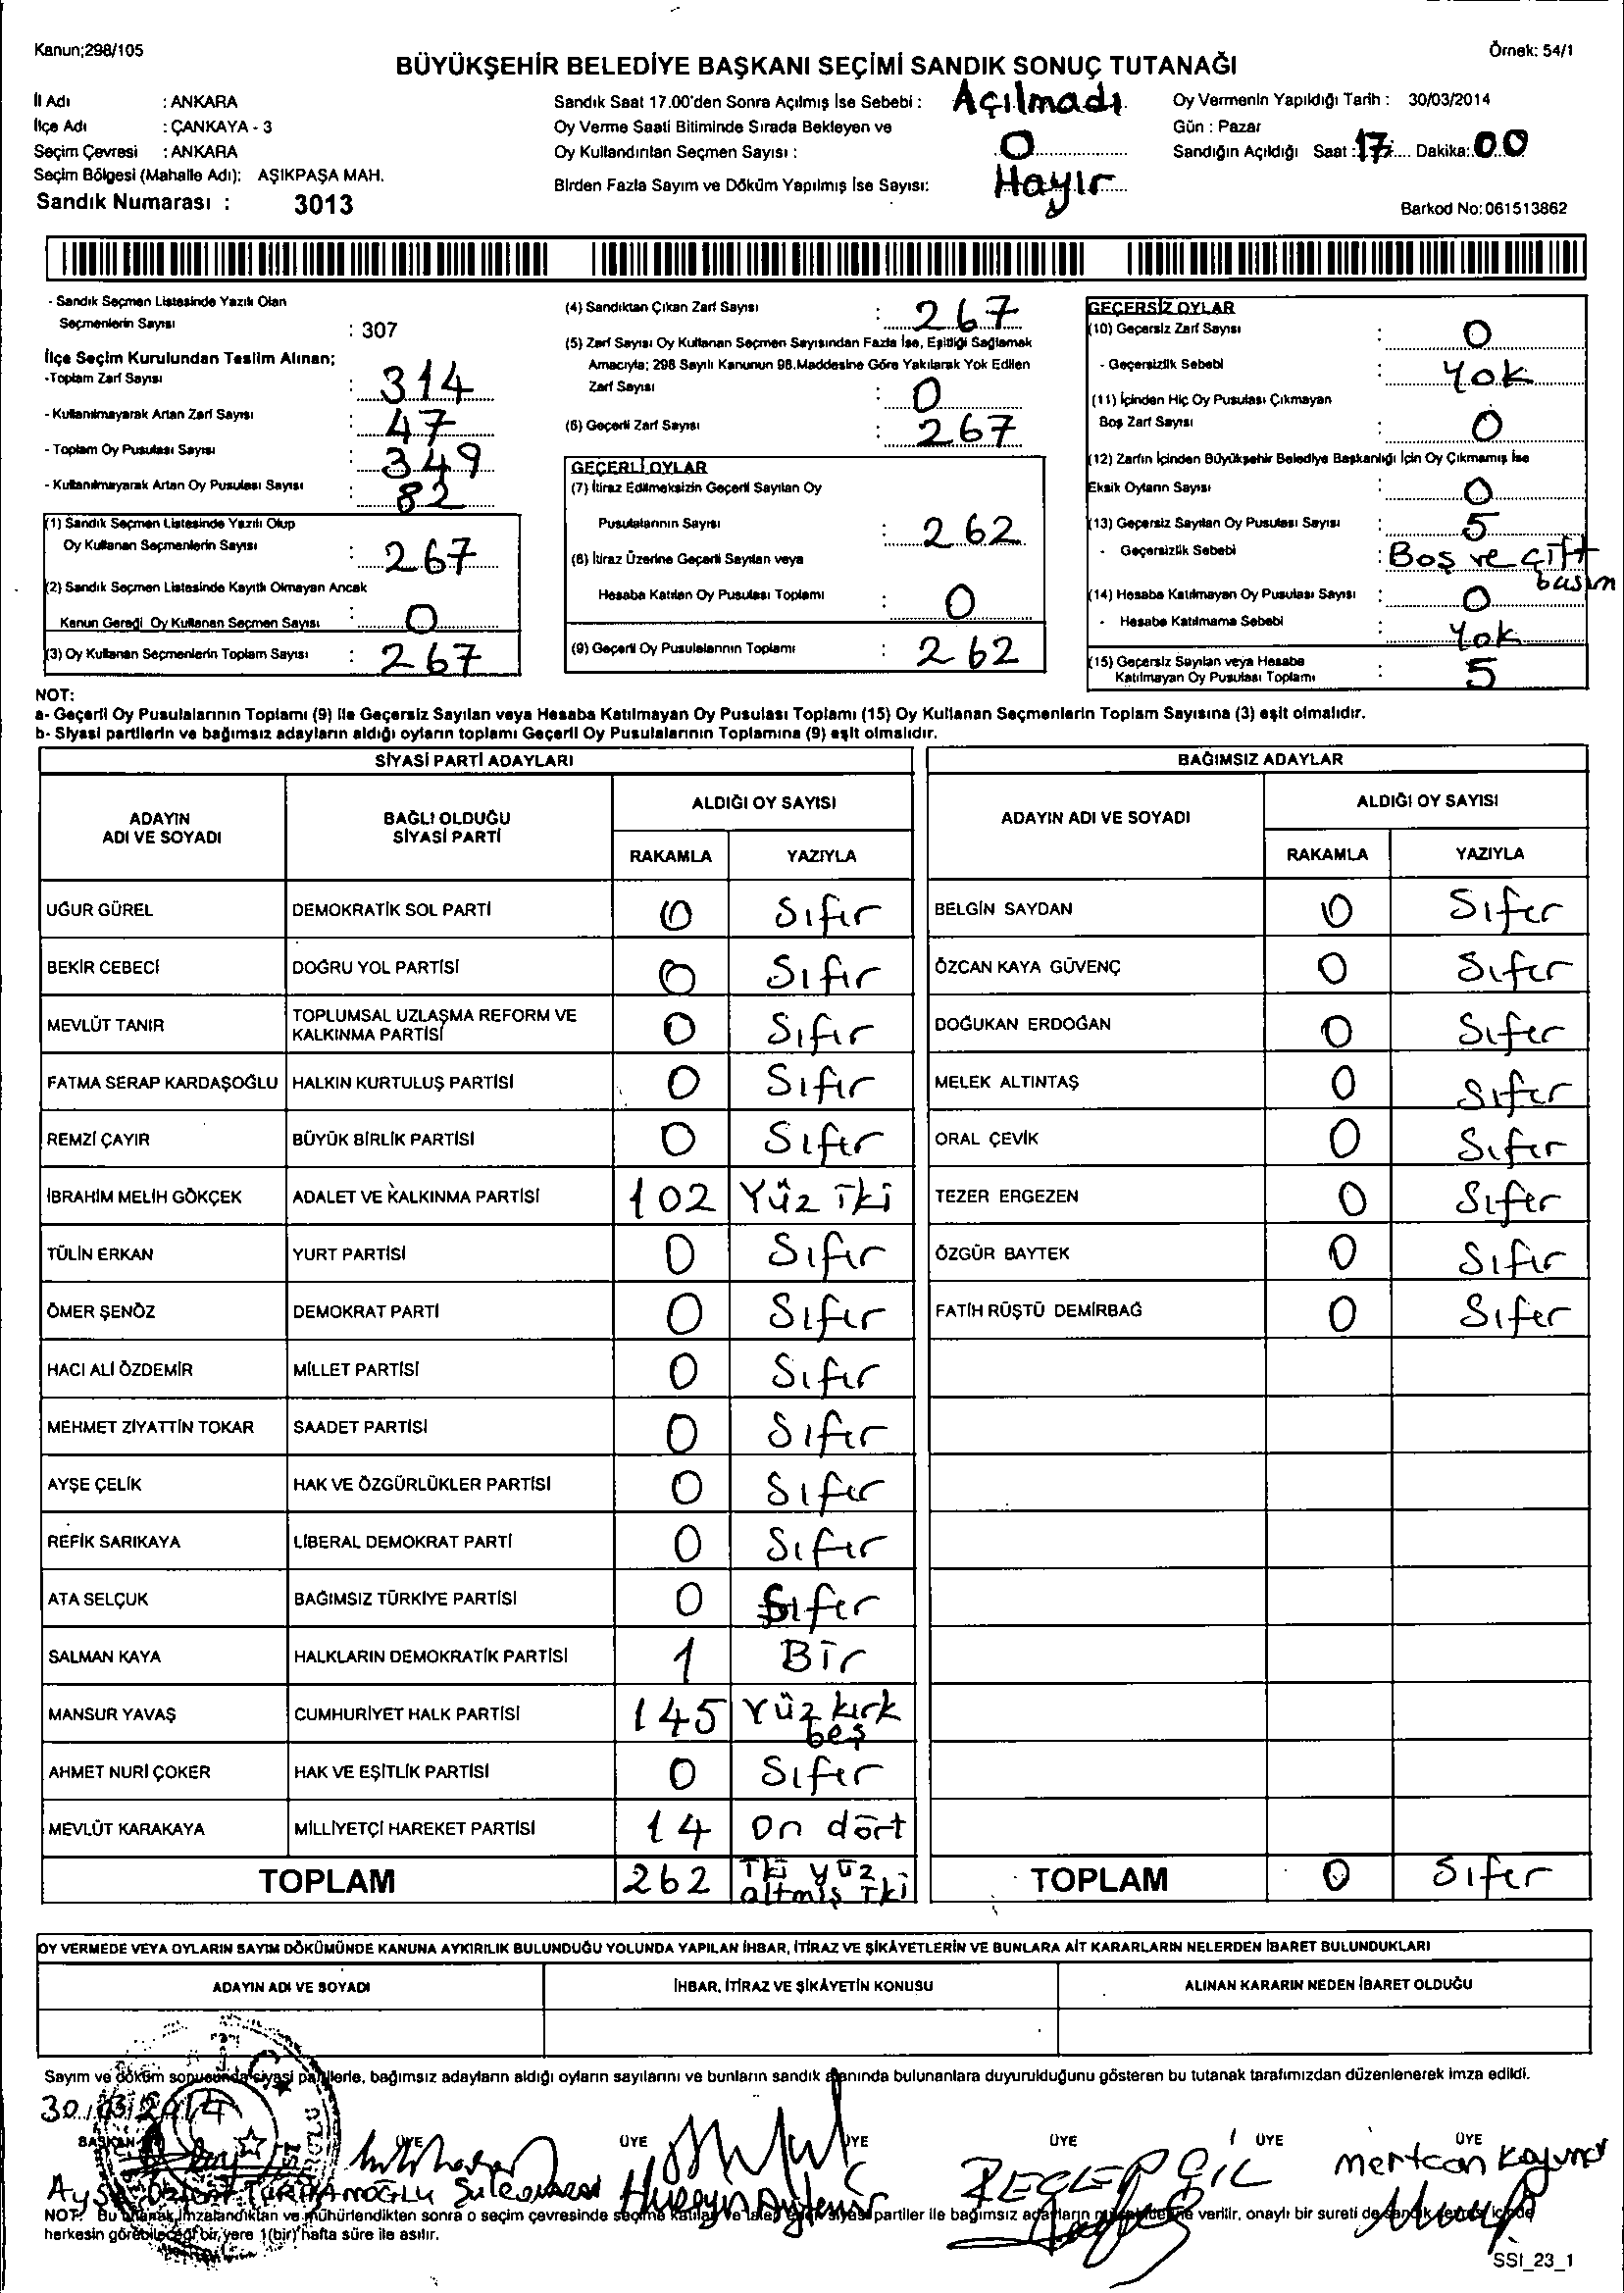 Kanun;298/105
Örnek: 54/1
BÜYÜKŞEHİR BELEDİYE BAŞKANI SEÇİMİ SANDIK SONUÇ TUTANAĞI
İl Adı : ANKARA
İlçe Adı : ÇANKAYA - 3
Seçim Çevresi : ANKARA
Seçim Bölgesi (Mahalle Adı): AŞIKPAŞA MAH.
Sandık Numarası : 3013
Sandık Saat 17.00'den Sonra Açılmış İse Sebebi : Açılmadı
Oy Verme Saati Bitiminde Sırada Bekleyen ve
Oy Kullandırılan Seçmen Sayısı : 0
Birden Fazla Sayım ve Döküm Yapılmış İse Sayısı: Hayır
Oy Vermenin Yapıldığı Tarih : 30/03/2014
Gün : Pazar
Sandığın Açıldığı Saat : 17 Dakika: 00
Barkod No: 061513862
- Sandık Seçmen Listesinde Yazılı Olan
Seçmenlerin Sayısı : 307
İlçe Seçim Kurulundan Teslim Alınan;
-Toplam Zarf Sayısı : 314
- Kullanılmayarak Artan Zarf Sayısı : 47
- Toplam Oy Pusulası Sayısı : 349
- Kullanılmayarak Artan Oy Pusulası Sayısı : 82
(1) Sandık Seçmen Listesinde Yazılı Olup
Oy Kullanan Seçmenlerin Sayısı : 267
(2) Sandık Seçmen Listesinde Kayıtlı Olmayan Ancak
Kanun Gereği Oy Kullanan Seçmen Sayısı : 0
(3) Oy Kullanan Seçmenlerin Toplam Sayısı : 267
(4) Sandıktan Çıkan Zarf Sayısı : 267
(5) Zarf Sayısı Oy Kullanan Seçmen Sayısından Fazla İse, Eşitliği Sağlamak
Amacıyla; 298 Sayılı Kanunun 98.Maddesine Göre Yakılarak Yok Edilen
Zarf Sayısı : 0
(6) Geçerli Zarf Sayısı : 267
GEÇERLİ OYLAR
(7) İtiraz Edilmeksizin Geçerli Sayılan Oy
Pusulalarının Sayısı : 262
(8) İtiraz Üzerine Geçerli Sayılan veya
Hesaba Katılan Oy Pusulası Toplamı : 0
(9) Geçerli Oy Pusulalarının Toplamı : 262
GEÇERSİZ OYLAR
(10) Geçersiz Zarf Sayısı : 0
- Geçersizlik Sebebi : Yok
(11) İçinden Hiç Oy Pusulası Çıkmayan
Boş Zarf Sayısı : 0
(12) Zarfın İçinden Büyükşehir Belediye Başkanlığı İçin Oy Çıkmamış İse
Eksik Oyların Sayısı : 0
(13) Geçersiz Sayılan Oy Pusulası Sayısı : 5
- Geçersizlik Sebebi : Boş ve çift
basım
(14) Hesaba Katılmayan Oy Pusulası Sayısı : 0
- Hesaba Katılmama Sebebi : Yok
(15) Geçersiz Sayılan veya Hesaba
Katılmayan Oy Pusulası Toplamı : 5
NOT:
a- Geçerli Oy Pusulalarının Toplamı (9) ile Geçersiz Sayılan veya Hesaba Katılmayan Oy Pusulası Toplamı (15) Oy Kullanan Seçmenlerin Toplam Sayısına (3) eşit olmalıdır.
b- Siyasi partilerin ve bağımsız adayların aldığı oyların toplamı Geçerli Oy Pusulalarının Toplamına (9) eşit olmalıdır.
SİYASİ PARTİ ADAYLARI
ADAYIN ADI VE SOYADI BAĞLI OLDUĞU SİYASİ PARTİ ALDIĞI OY SAYISI
RAKAMLA YAZIYLA
UĞUR GÜREL DEMOKRATİK SOL PARTİ 0 Sıfır
BEKİR CEBECİ DOĞRU YOL PARTİSİ 0 Sıfır
MEVLÜT TANIR TOPLUMSAL UZLAŞMA REFORM VE KALKINMA PARTİSİ 0 Sıfır
FATMA SERAP KARDAŞOĞLU HALKIN KURTULUŞ PARTİSİ 0 Sıfır
REMZİ ÇAYIR BÜYÜK BİRLİK PARTİSİ 0 Sıfır
İBRAHİM MELİH GÖKÇEK ADALET VE KALKINMA PARTİSİ 102 Yüz iki
TÜLİN ERKAN YURT PARTİSİ 0 Sıfır
ÖMER ŞENÖZ DEMOKRAT PARTİ 0 Sıfır
HACI ALİ ÖZDEMİR MİLLET PARTİSİ 0 Sıfır
MEHMET ZİYATTİN TOKAR SAADET PARTİSİ 0 Sıfır
AYŞE ÇELİK HAK VE ÖZGÜRLÜKLER PARTİSİ 0 Sıfır
REFİK SARIKAYA LİBERAL DEMOKRAT PARTİ 0 Sıfır
ATA SELÇUK BAĞIMSIZ TÜRKİYE PARTİSİ 0 Sıfır
SALMAN KAYA HALKLARIN DEMOKRATİK PARTİSİ 1 Bir
MANSUR YAVAŞ CUMHURİYET HALK PARTİSİ 145 Yüz kırk beş
AHMET NURİ ÇOKER HAK VE EŞİTLİK PARTİSİ 0 Sıfır
MEVLÜT KARAKAYA MİLLİYETÇİ HAREKET PARTİSİ 14 On dört
TOPLAM 262 iki yüz altmış iki
BAĞIMSIZ ADAYLAR
ADAYIN ADI VE SOYADI ALDIĞI OY SAYISI
RAKAMLA YAZIYLA
BELGİN SAYDAN 0 Sıfır
ÖZCAN KAYA GÜVENÇ 0 Sıfır
DOĞUKAN ERDOĞAN 0 Sıfır
MELEK ALTINTAŞ 0 Sıfır
ORAL ÇEVİK 0 Sıfır
TEZER ERGEZEN 0 Sıfır
ÖZGÜR BAYTEK 0 Sıfır
FATİH RÜŞTÜ DEMİRBAĞ 0 Sıfır
TOPLAM 0 Sıfır
OY VERMEDE VEYA OYLARIN SAYIM DÖKÜMÜNDE KANUNA AYKIRILIK BULUNDUĞU YOLUNDA YAPILAN İHBAR, İTİRAZ VE ŞİKÂYETLERİN VE BUNLARA AİT KARARLARIN NELERDEN İBARET BULUNDUKLARI
ADAYIN ADI VE SOYADI İHBAR, İTİRAZ VE ŞİKÂYETİN KONUSU ALINAN KARARIN NEDEN İBARET OLDUĞU
Sayım ve döküm sonucunda siyasi partilerle, bağımsız adayların aldığı oyların sayılarını ve bunların sandık alanında bulunanlara duyurulduğunu gösteren bu tutanak tarafımızdan düzenlenerek imza edildi.
30/03/2014
BAŞKAN ÜYE ÜYE ÜYE ÜYE ÜYE ÜYE
RECEP GİL
mertcan
NOT: Bu tutanak imzalandıktan ve mühürlendikten sonra o seçim çevresinde seçime katılan ve talep eden siyasi partiler ile bağımsız adayların verilir, onaylı bir sureti de sandık içinde
herkesin görebileceği bir yere 1(bir) hafta süre ile asılır.
SSI_23_1